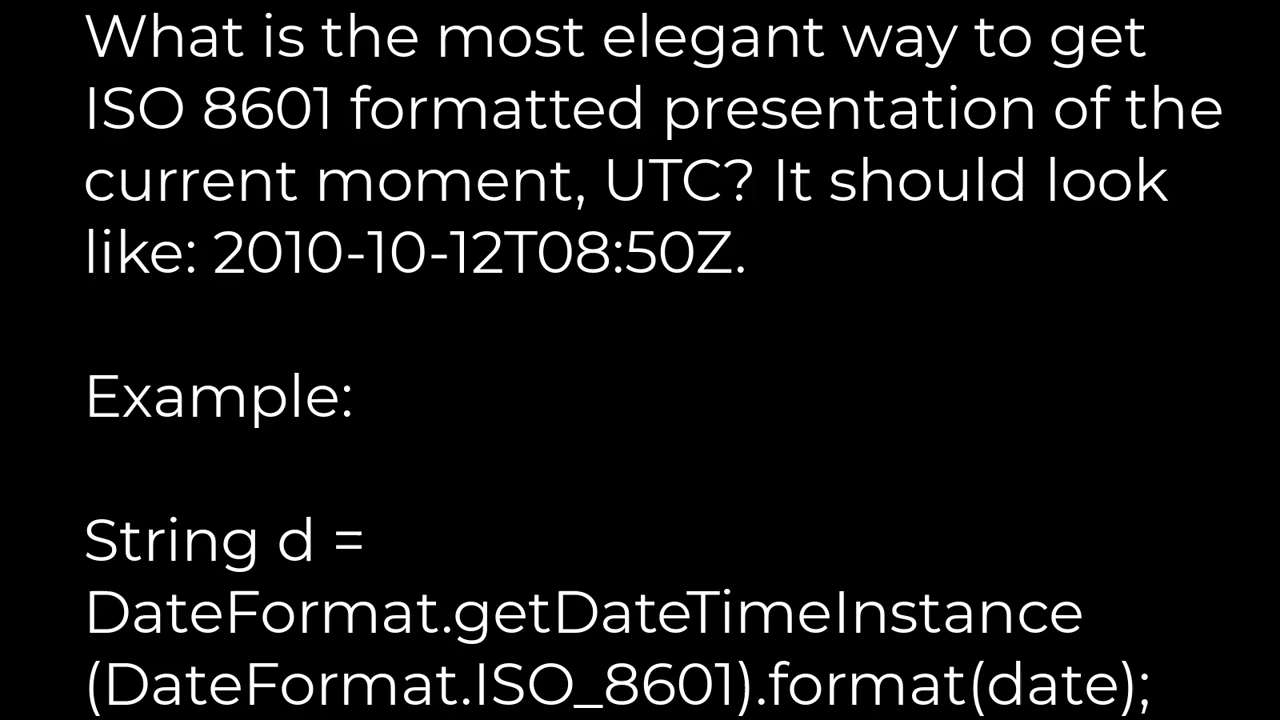 What is the most elegant way to get
ISO 8601 formatted presentation of the
current moment, UTC? It should look
like: 2010-10-12T08:50Z.
Example:
String d =
DateFormat.getDateTimeInstance
(DateFormat.ISO_8601).format(date);